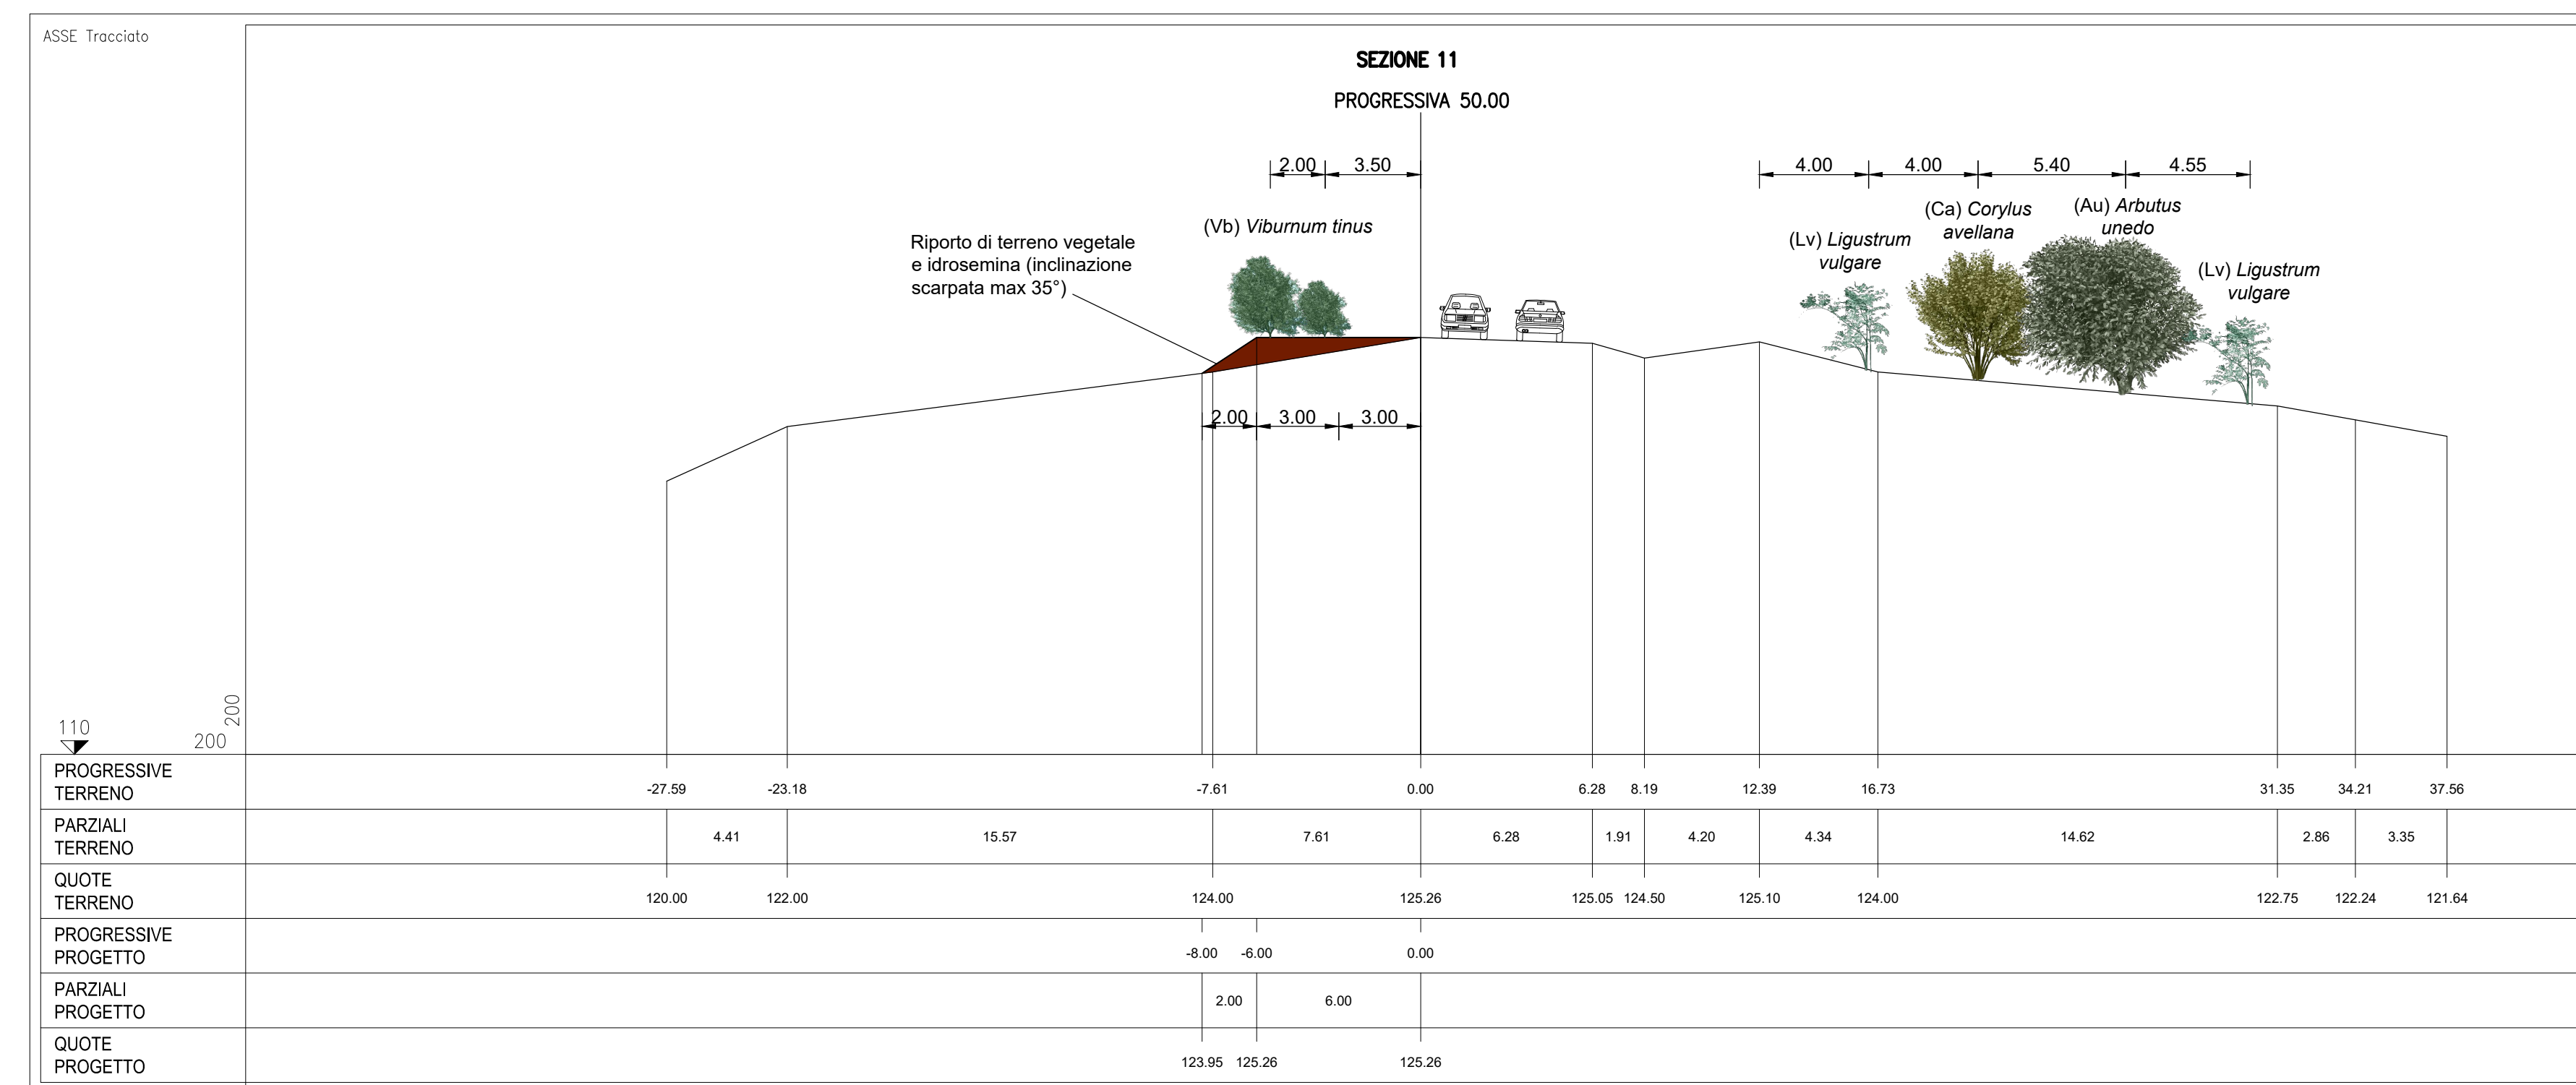 ASSE Tracciato
SEZIONE 11
PROGRESSIVA 50.00
2.00 3.50 4.00 4.00 5.40 4.55
(Vb) Viburnum tinus
Riporto di terreno vegetale
e idrosemina (inclinazione
scarpata max 35°)
(Lv) Ligustrum
vulgare
(Ca) Corylus
avellana
(Au) Arbutus
unedo
(Lv) Ligustrum
vulgare
2.00 3.00 3.00
200
110
200
PROGRESSIVE
TERRENO
-27.59 -23.18 -7.61 0.00 6.28 8.19 12.39 16.73 31.35 34.21 37.56
PARZIALI
TERRENO
4.41 15.57 7.61 6.28 1.91 4.20 4.34 14.62 2.86 3.35
QUOTE
TERRENO
120.00 122.00 124.00 125.26 125.05 124.50 125.10 124.00 122.75 122.24 121.64
PROGRESSIVE
PROGETTO
-8.00 -6.00 0.00
PARZIALI
PROGETTO
2.00 6.00
QUOTE
PROGETTO
123.95 125.26 125.26